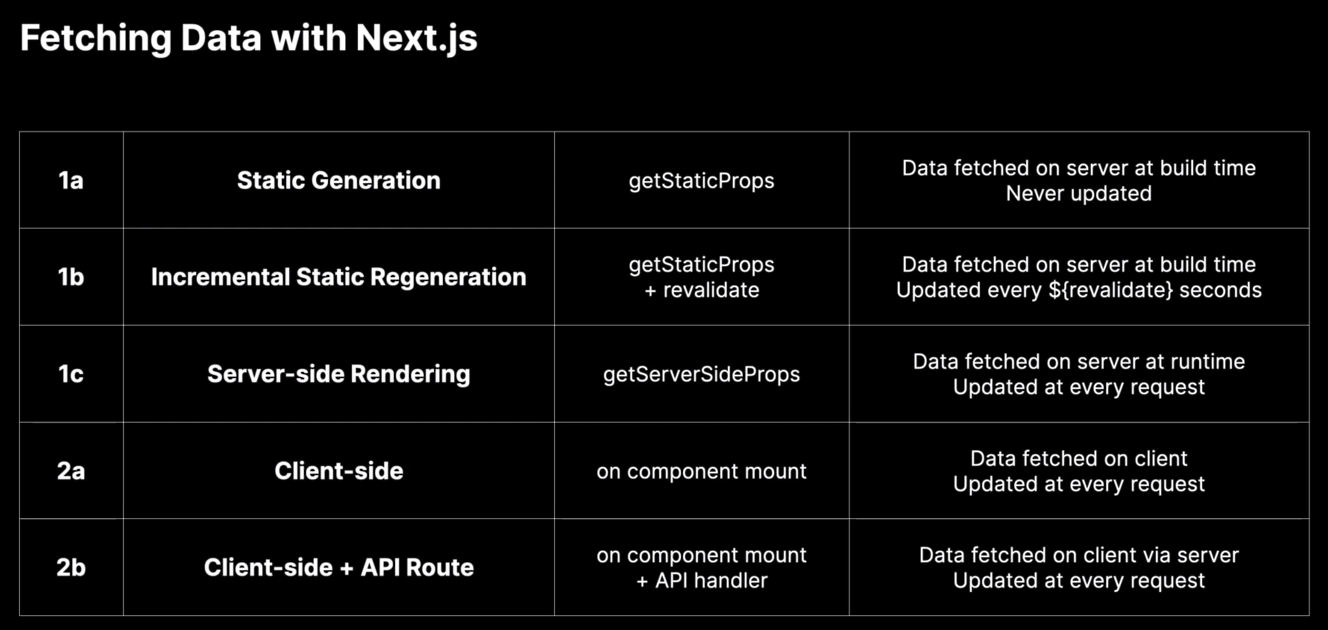 Fetching Data with Next.js
1a
Static Generation
getStaticProps
Data fetched on server at build time
Never updated
1b
Incremental Static Regeneration
getStaticProps
+ revalidate
Data fetched on server at build time
Updated every ${revalidate} seconds
1c
Server-side Rendering
getServerSideProps
Data fetched on server at runtime
Updated at every request
2a
Client-side
on component mount
Data fetched on client
Updated at every request
2b
Client-side + API Route
on component mount
+ API handler
Data fetched on client via server
Updated at every request